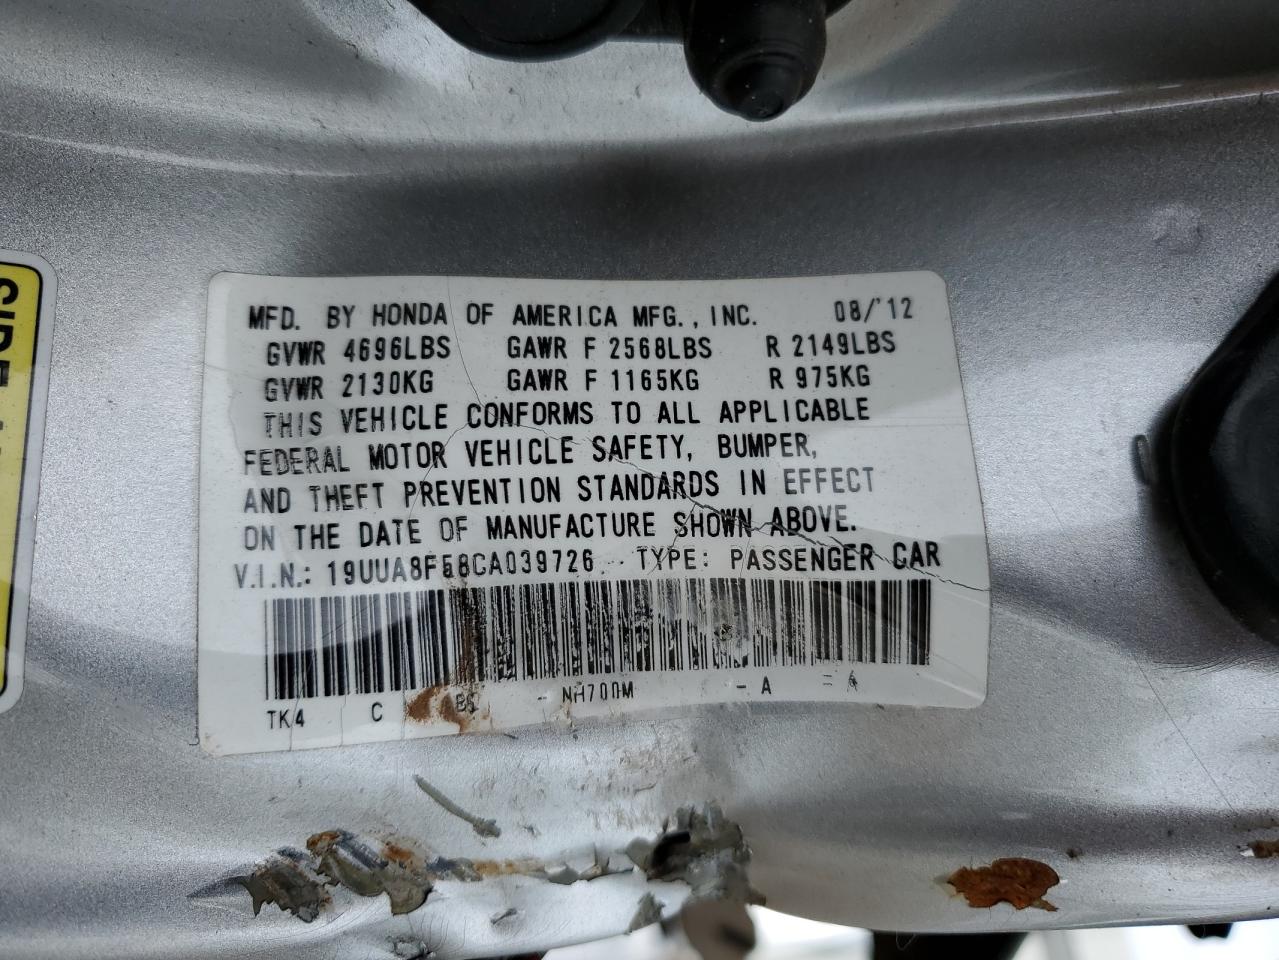 MFD. BY HONDA OF AMERICA MFG., INC. 08/'12
GVWR 4696LBS GAWR F 2568LBS R 2149LBS
GVWR 2130KG GAWR F 1165KG R 975KG
THIS VEHICLE CONFORMS TO ALL APPLICABLE
FEDERAL MOTOR VEHICLE SAFETY, BUMPER,
AND THEFT PREVENTION STANDARDS IN EFFECT
ON THE DATE OF MANUFACTURE SHOWN ABOVE.
V.I.N.: 19UUA8F58CA039726 TYPE: PASSENGER CAR
TK4 C - NH700M - A